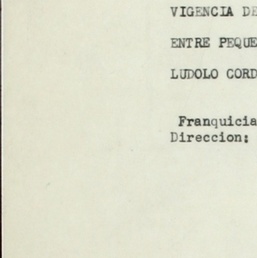 VIGENCIA DE
ENTRE PEQUE
LUDOLO CORD
Franquicia
Direccion: